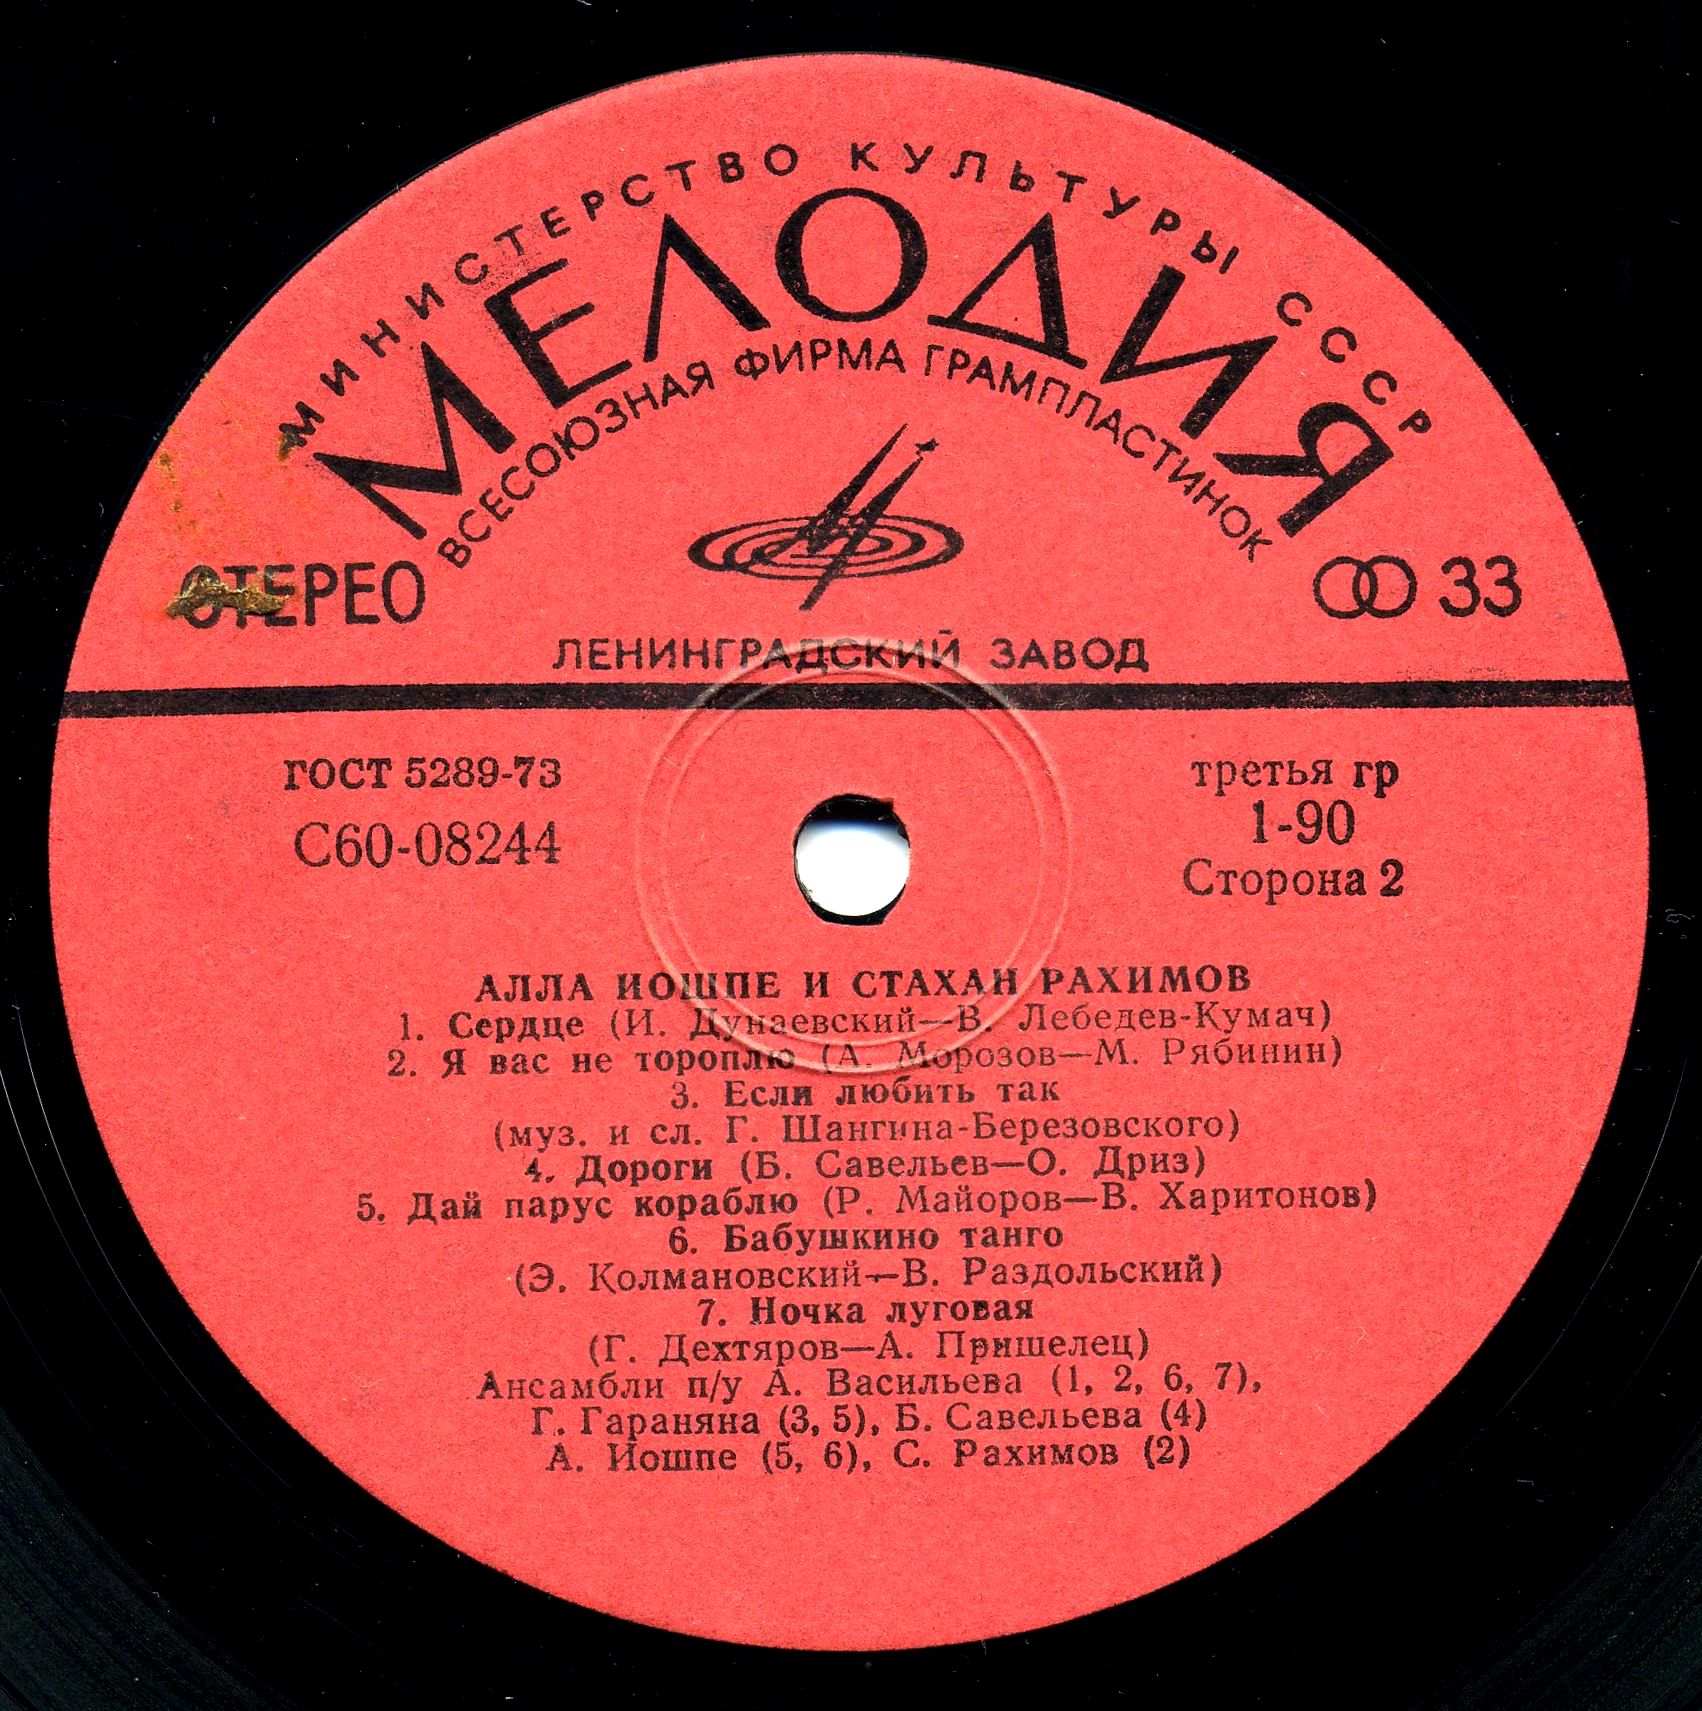 МИНИСТЕРСТВО КУЛЬТУРЫ СССР
МЕЛОДИЯ
ВСЕСОЮЗНАЯ ФИРМА ГРАМПЛАСТИНОК
СТЕРЕО
33
ЛЕНИНГРАДСКИЙ ЗАВОД
ГОСТ 5289-73
С60-08244
третья гр
1-90
Сторона 2
АЛЛА ИОШПЕ И СТАХАН РАХИМОВ
1. Сердце (И. Дунаевский—В. Лебедев-Кумач)
2. Я вас не тороплю (А. Морозов—М. Рябинин)
3. Если любить так
(муз. и сл. Г. Шангина-Березовского)
4. Дороги (Б. Савельев—О. Дриз)
5. Дай парус кораблю (Р. Майоров—В. Харитонов)
6. Бабушкино танго
(Э. Колмановский—В. Раздольский)
7. Ночка луговая
(Г. Дехтяров—А. Пришелец)
Ансамбли п/у А. Васильева (1, 2, 6, 7),
Г. Гараняна (3, 5), Б. Савельева (4)
А. Иошпе (5, 6), С. Рахимов (2)